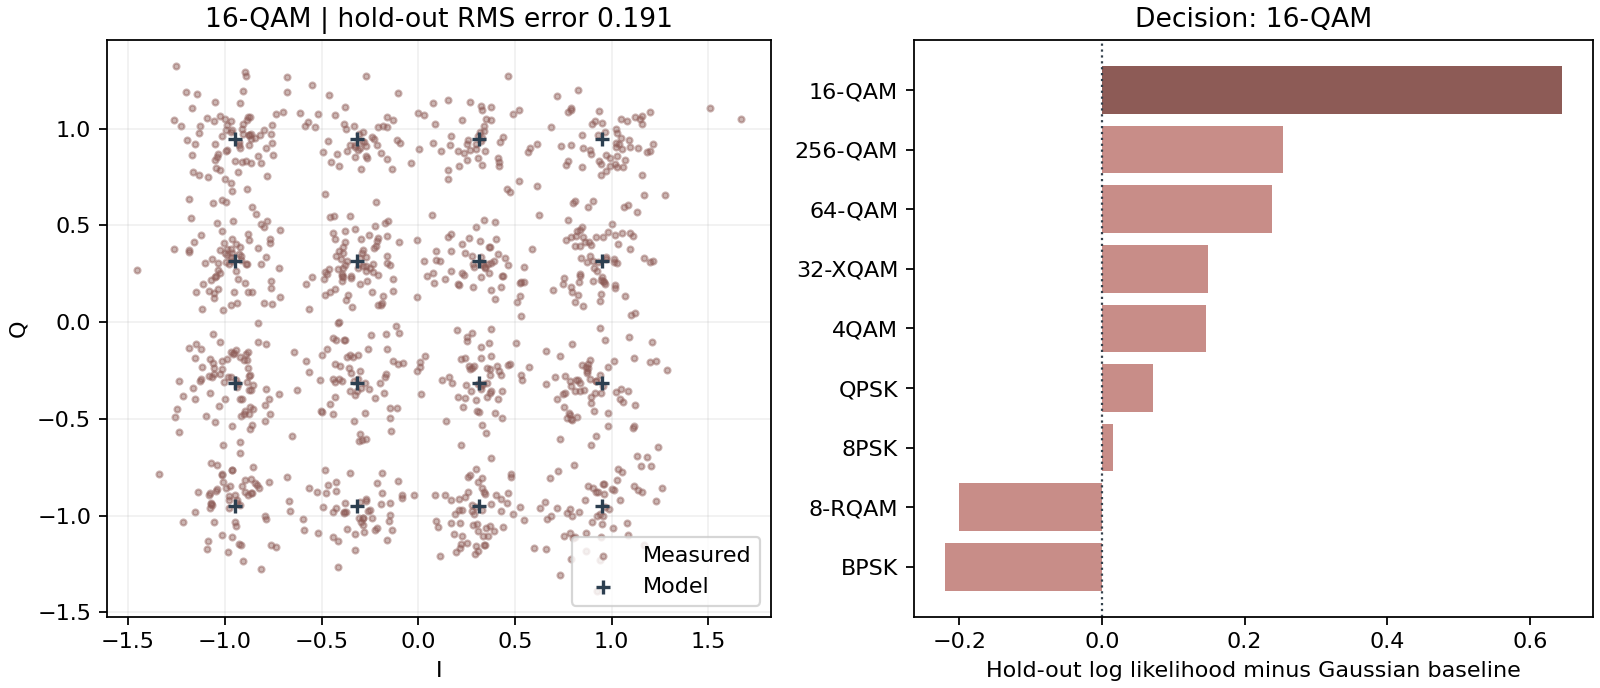 16-QAM | hold-out RMS error 0.191
1.0
0.5
0.0
−0.5
−1.0
−1.5
Q
−1.5
−1.0
−0.5
0.0
0.5
1.0
1.5
I
Measured
Model
Decision: 16-QAM
16-QAM
256-QAM
64-QAM
32-XQAM
4QAM
QPSK
8PSK
8-RQAM
BPSK
−0.2
0.0
0.2
0.4
0.6
Hold-out log likelihood minus Gaussian baseline